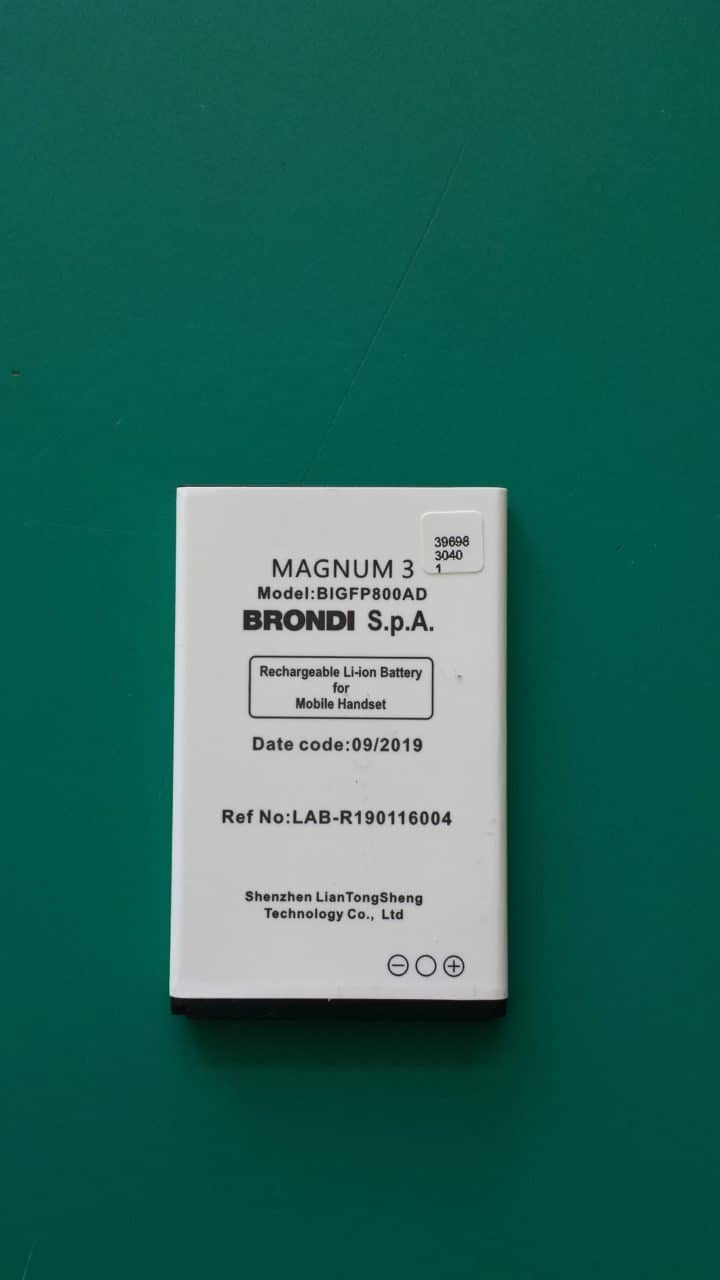 39698
3040
1
MAGNUM 3
Model:BIGFP800AD
BRONDI S.p.A.
Rechargeable Li-ion Battery
for
Mobile Handset
Date code:09/2019
Ref No:LAB-R190116004
Shenzhen LianTongSheng
Technology Co., Ltd